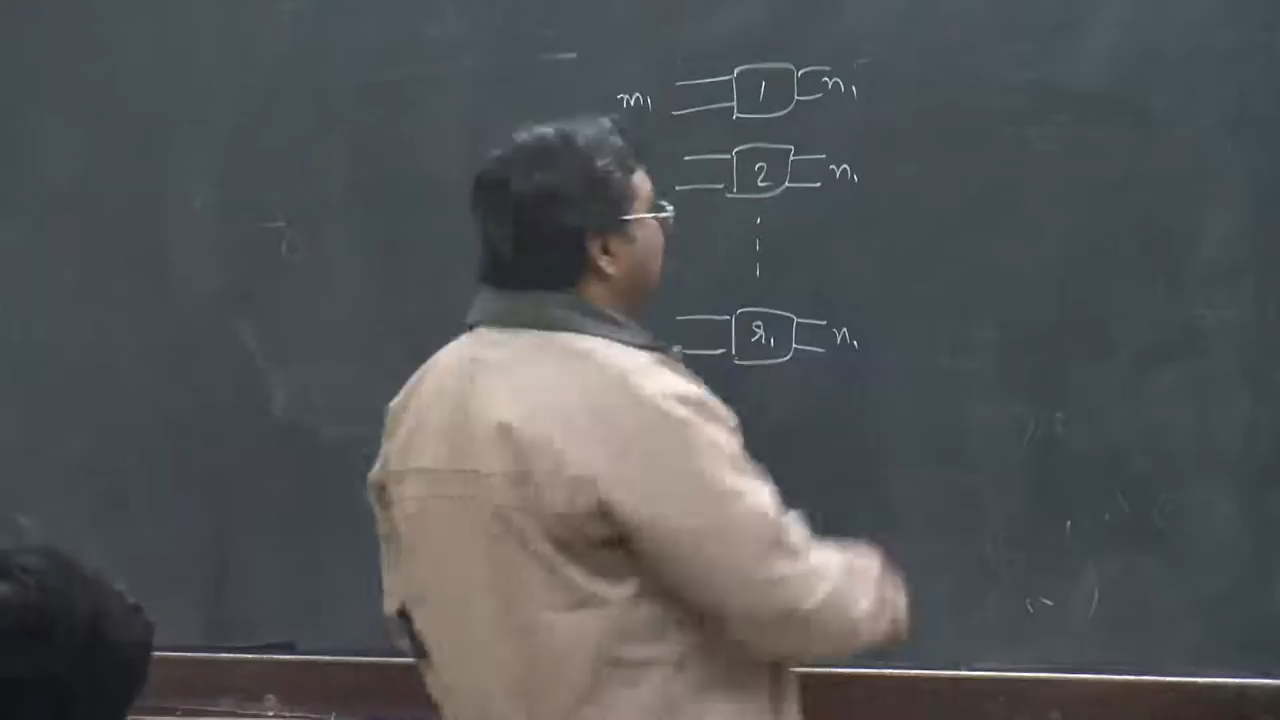 m₁ 1 n₁
2 n₁
r₁ n₁